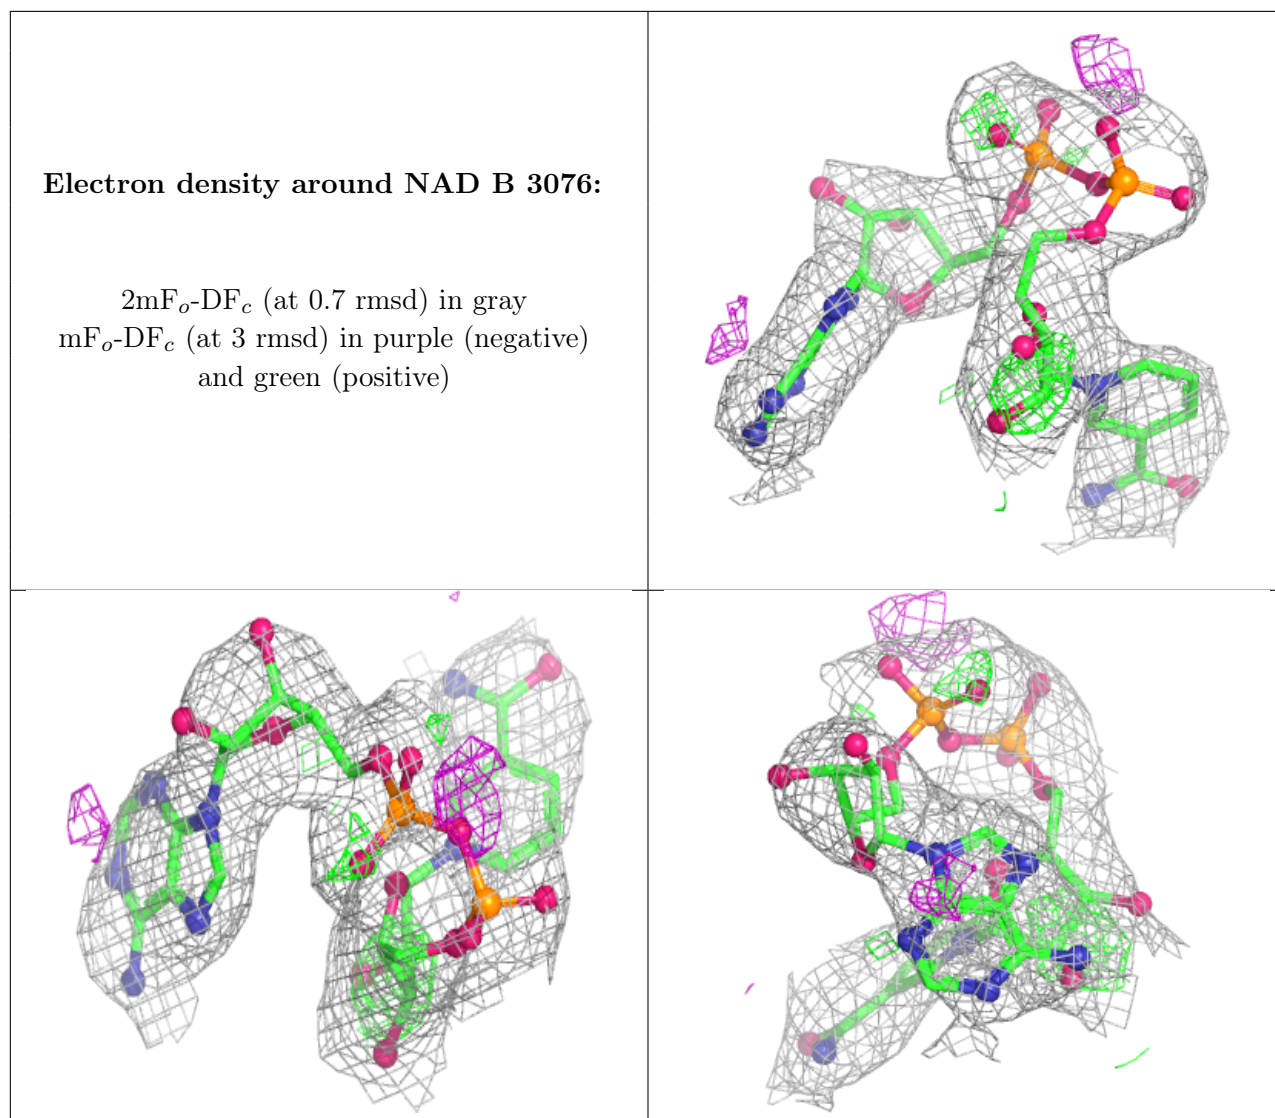 Electron density around NAD B 3076:
2mFo-DFc (at 0.7 rmsd) in gray
mFo-DFc (at 3 rmsd) in purple (negative)
and green (positive)